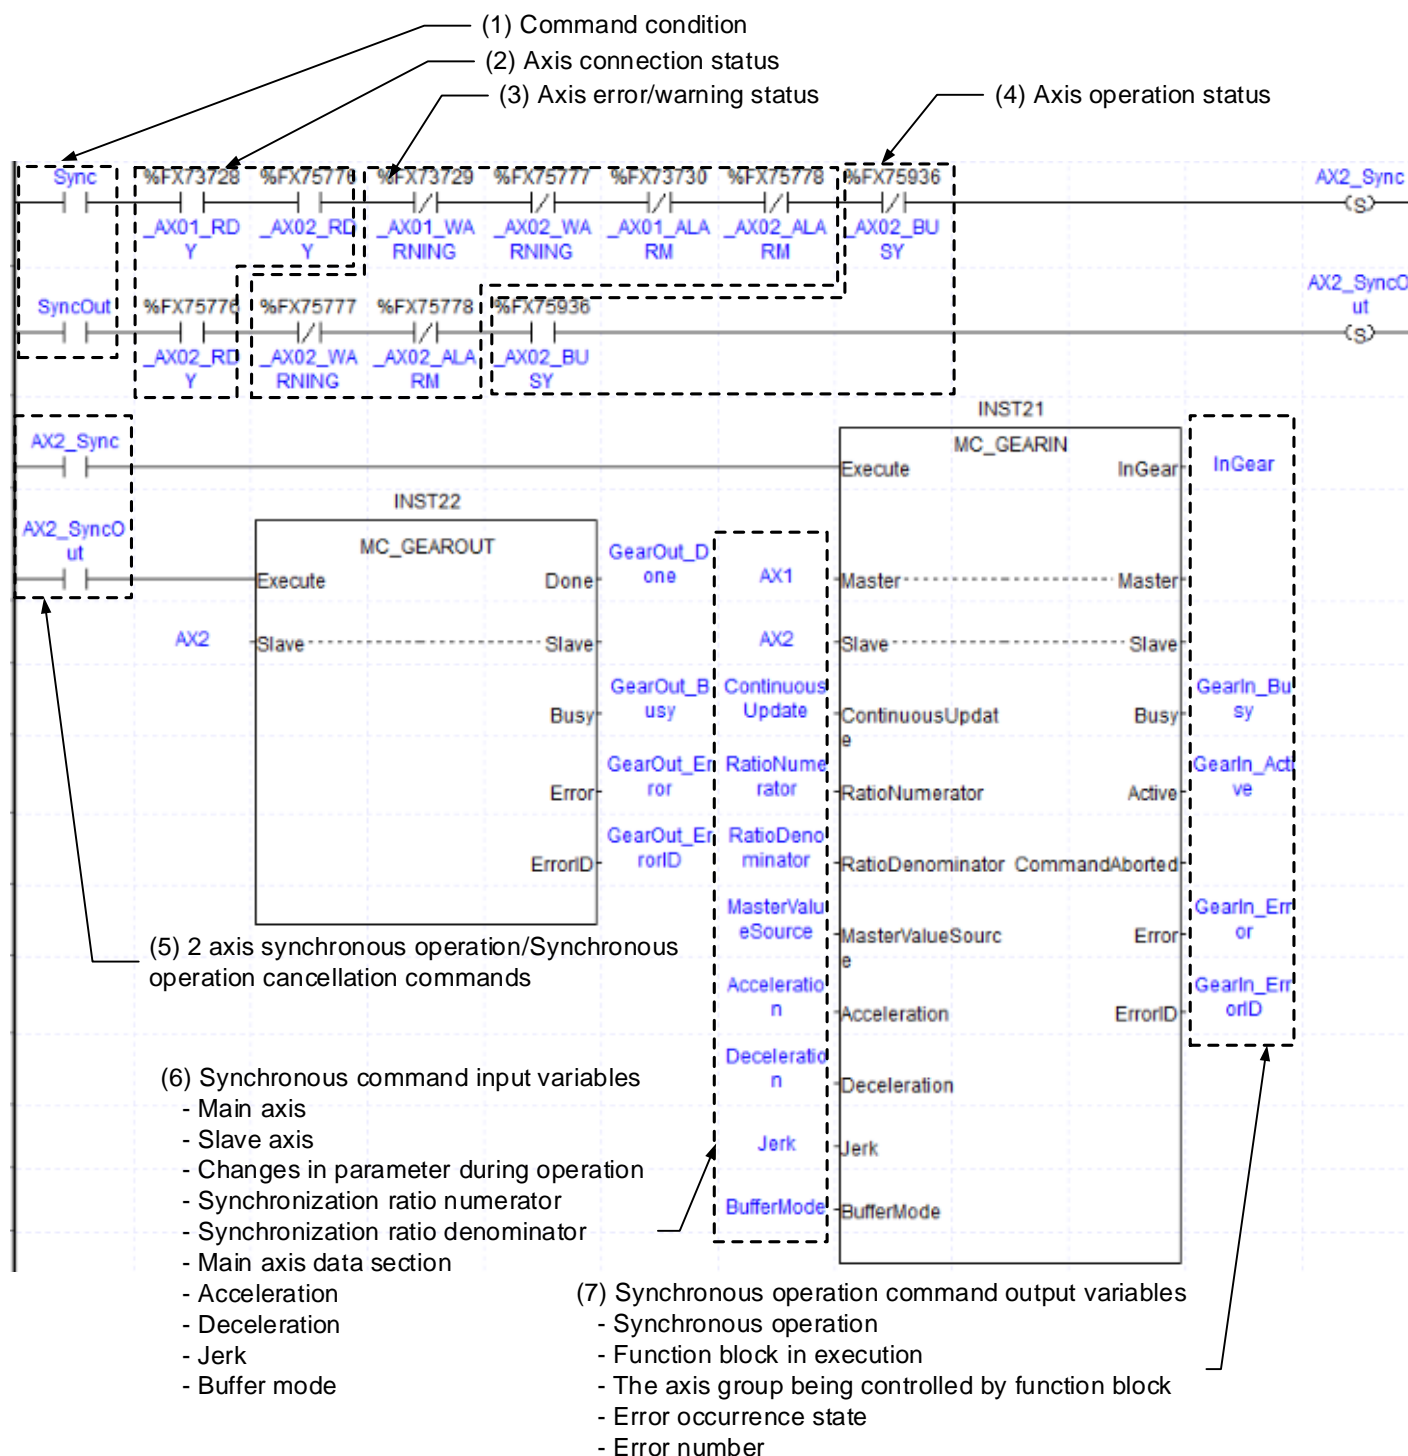 (1) Command condition
(2) Axis connection status
(3) Axis error/warning status
(4) Axis operation status
Sync
%FX73728
%FX75776
%FX73729
%FX75777
%FX73730
%FX75778
%FX75936
AX2_Sync
(S)
_AX01_RD
Y
_AX02_RD
Y
_AX01_WA
RNING
_AX02_WA
RNING
_AX01_ALA
RM
_AX02_ALA
RM
_AX02_BU
SY
SyncOut
%FX75776
%FX75777
%FX75778
%FX75936
AX2_SyncO
ut
(S)
_AX02_RD
Y
_AX02_WA
RNING
_AX02_ALA
RM
_AX02_BU
SY
AX2_Sync
INST21
MC_GEARIN
Execute
InGear
InGear
AX2_SyncO
ut
INST22
MC_GEAROUT
Execute
Done
GearOut_D
one
AX1
Master
Master
AX2
Slave
Slave
AX2
Slave
Slave
Busy
GearOut_B
usy
Continuous
Update
ContinuousUpdat
e
Busy
GearIn_Bu
sy
Error
GearOut_Er
ror
RatioNume
rator
RatioNumerator
Active
GearIn_Acti
ve
ErrorID
GearOut_Er
rorID
RatioDeno
minator
RatioDenominator
CommandAborted
MasterValu
eSource
MasterValueSourc
e
Error
GearIn_Err
or
(5) 2 axis synchronous operation/Synchronous
operation cancellation commands
Acceleratio
n
Acceleration
ErrorID
GearIn_Err
orID
Deceleratio
n
Deceleration
Jerk
Jerk
BufferMode
BufferMode
(6) Synchronous command input variables
- Main axis
- Slave axis
- Changes in parameter during operation
- Synchronization ratio numerator
- Synchronization ratio denominator
- Main axis data section
- Acceleration
- Deceleration
- Jerk
- Buffer mode
(7) Synchronous operation command output variables
- Synchronous operation
- Function block in execution
- The axis group being controlled by function block
- Error occurrence state
- Error number